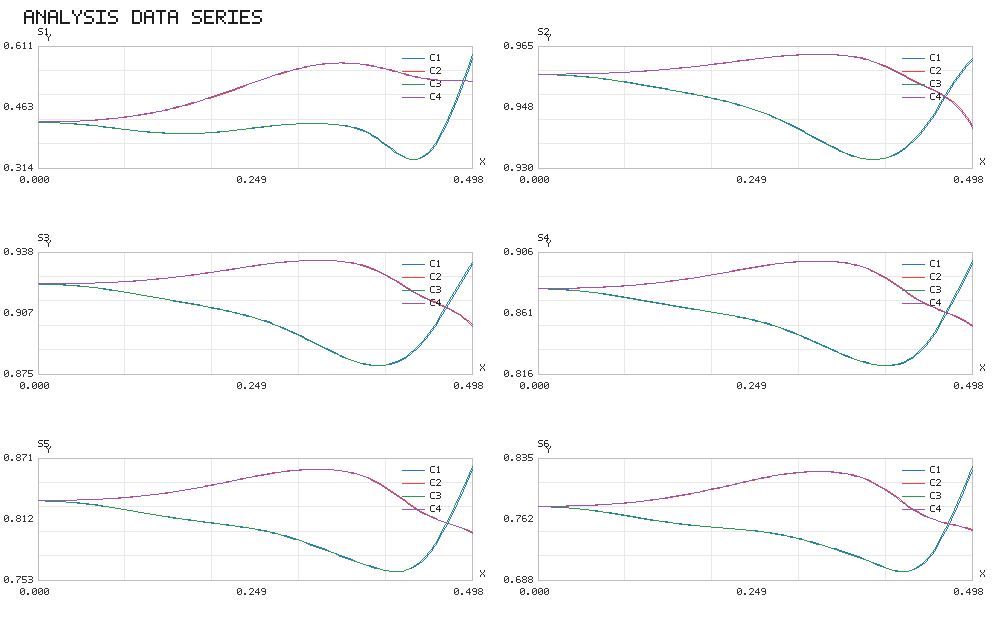 ANALYSIS DATA SERIES
S1
Y
0.611
0.463
0.314
0.000
0.249
0.498
X
C1
C2
C3
C4
S2
Y
0.965
0.948
0.930
0.000
0.249
0.498
X
C1
C2
C3
C4
S3
Y
0.938
0.907
0.875
0.000
0.249
0.498
X
C1
C2
C3
C4
S4
Y
0.906
0.861
0.816
0.000
0.249
0.498
X
C1
C2
C3
C4
S5
Y
0.871
0.812
0.753
0.000
0.249
0.498
X
C1
C2
C3
C4
S6
Y
0.835
0.762
0.688
0.000
0.249
0.498
X
C1
C2
C3
C4